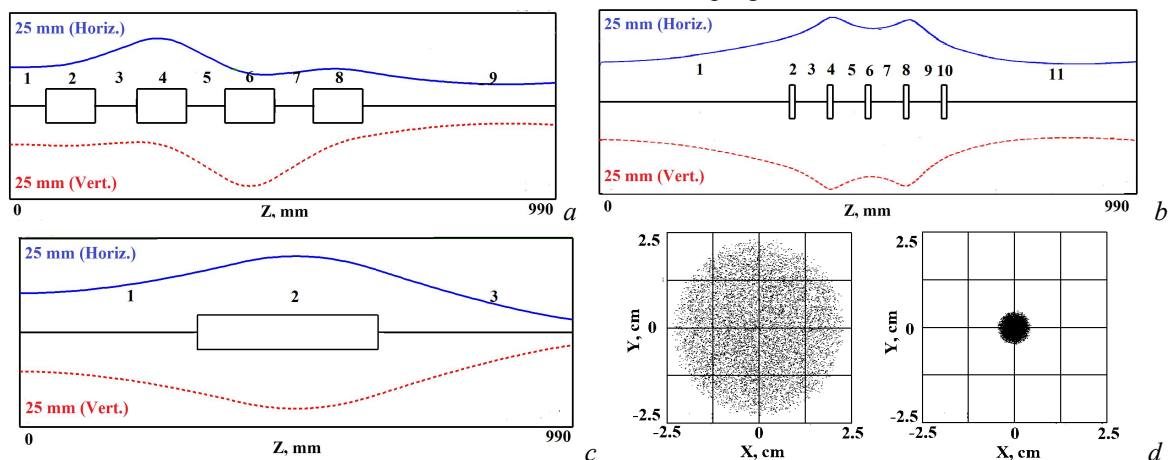 25 mm (Horiz.)
1 2 3 4 5 6 7 8 9
25 mm (Vert.)
0 Z, mm 990
a
25 mm (Horiz.)
1 2 3 4 5 6 7 8 9 10 11
25 mm (Vert.)
0 Z, mm 990
b
25 mm (Horiz.)
1 2 3
25 mm (Vert.)
0 Z, mm 990
c
2.5
Y, cm
0
-2.5
-2.5 0 2.5
X, cm
2.5
Y, cm
0
-2.5
-2.5 0 2.5
X, cm
d